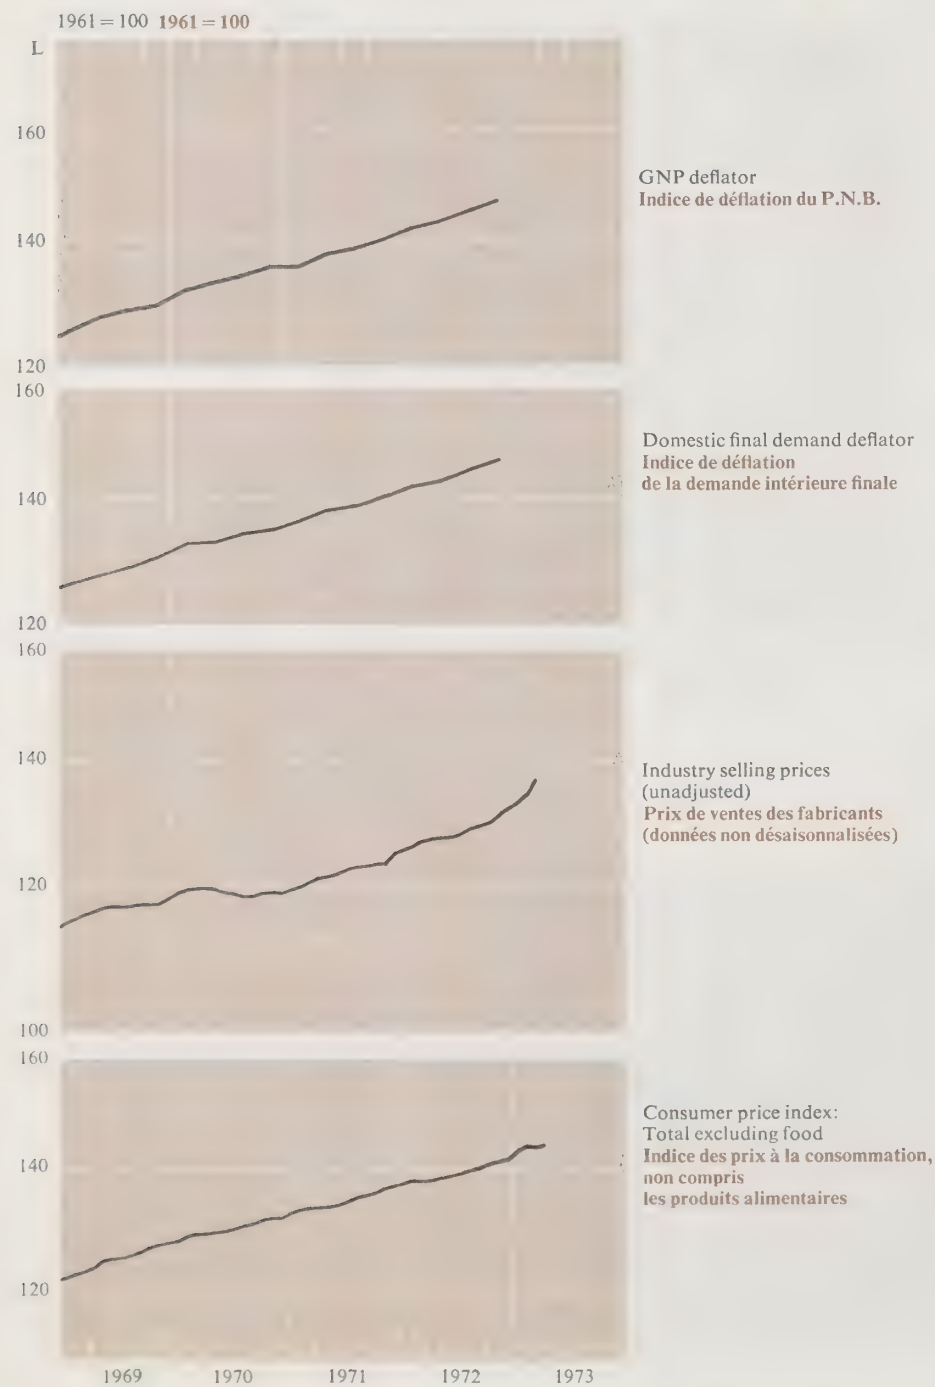 1961 = 100 1961 = 100
L
160
140
120
GNP deflator
Indice de déflation du P.N.B.
160
140
120
Domestic final demand deflator
Indice de déflation
de la demande intérieure finale
160
140
120
100
Industry selling prices
(unadjusted)
Prix de ventes des fabricants
(données non désaisonnalisées)
160
140
120
Consumer price index:
Total excluding food
Indice des prix à la consommation,
non compris
les produits alimentaires
1969 1970 1971 1972 1973